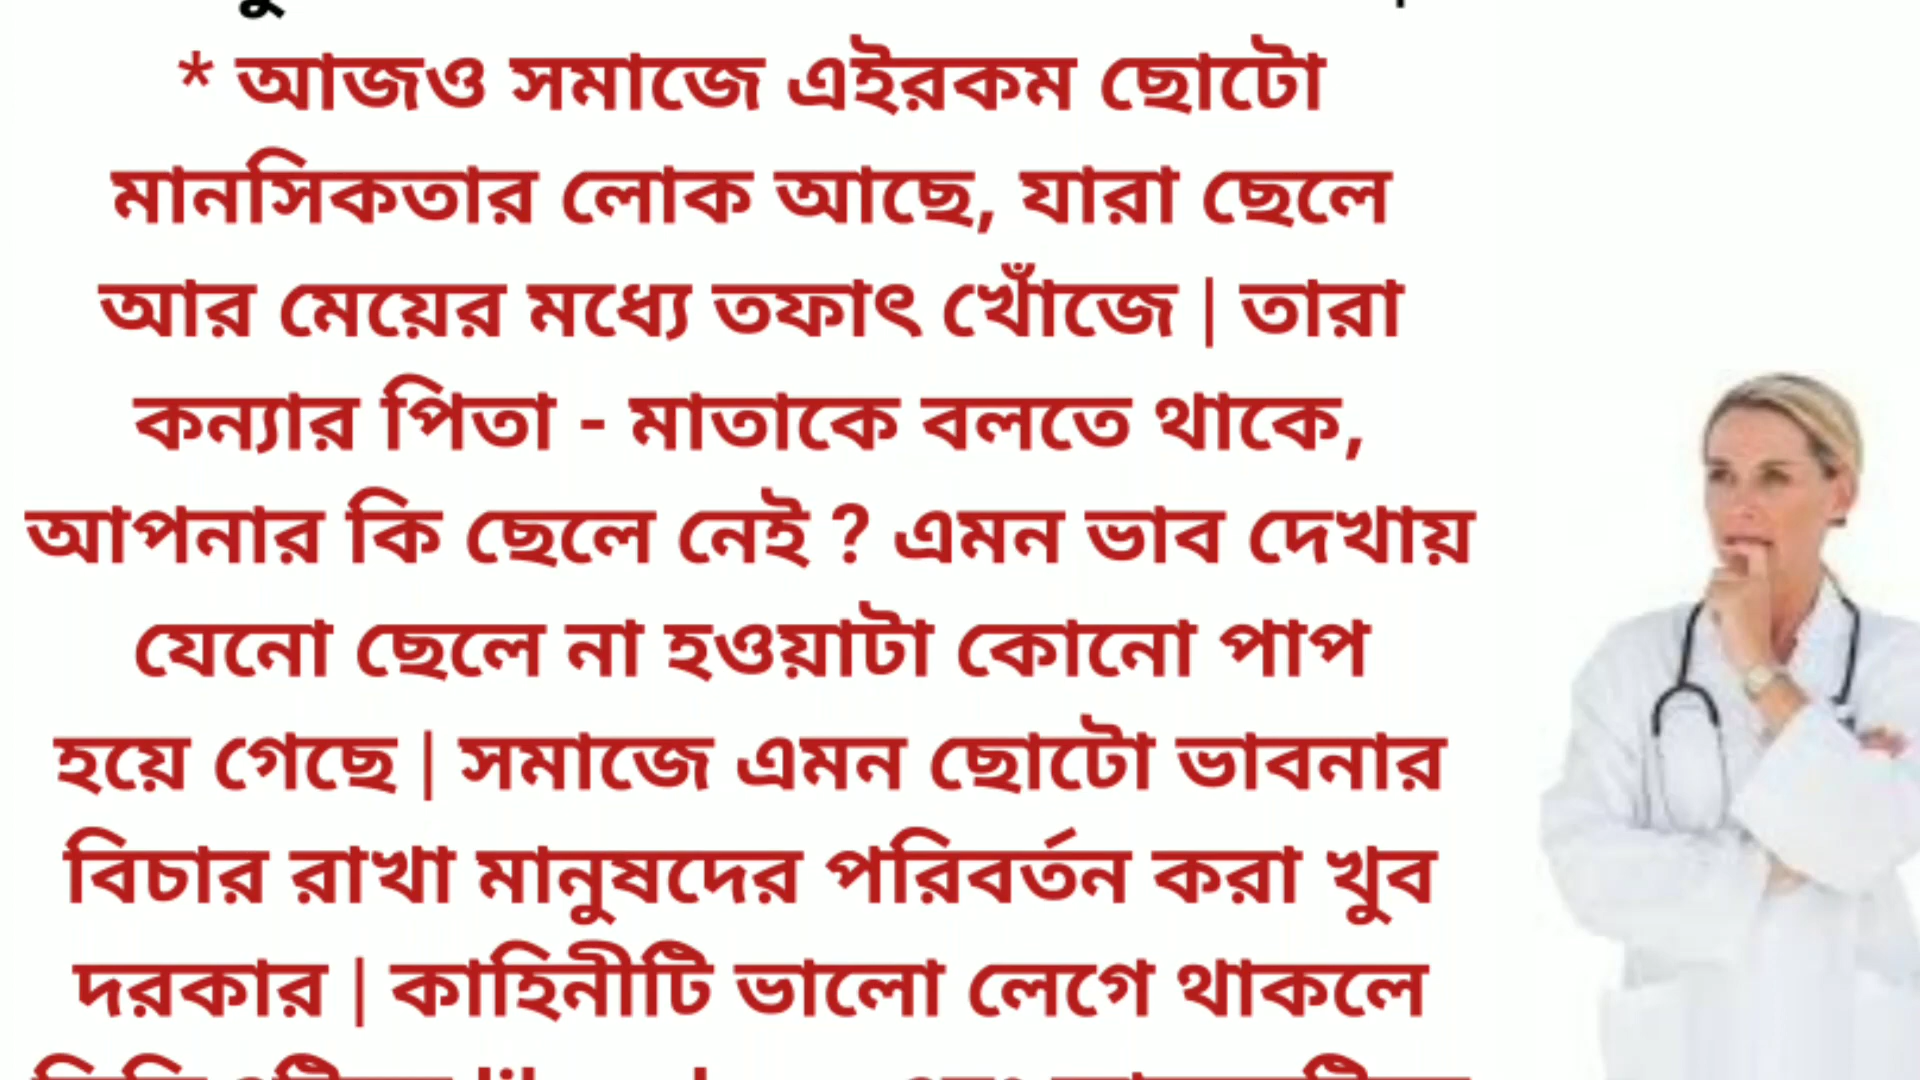 * আজও সমাজে এইরকম ছোটো
মানসিকতার লোক আছে, যারা ছেলে
আর মেয়ের মধ্যে তফাৎ খোঁজে | তারা
কন্যার পিতা - মাতাকে বলতে থাকে,
আপনার কি ছেলে নেই ? এমন ভাব দেখায়
যেনো ছেলে না হওয়াটা কোনো পাপ
হয়ে গেছে | সমাজে এমন ছোটো ভাবনার
বিচার রাখা মানুষদের পরিবর্তন করা খুব
দরকার | কাহিনীটি ভালো লেগে থাকলে